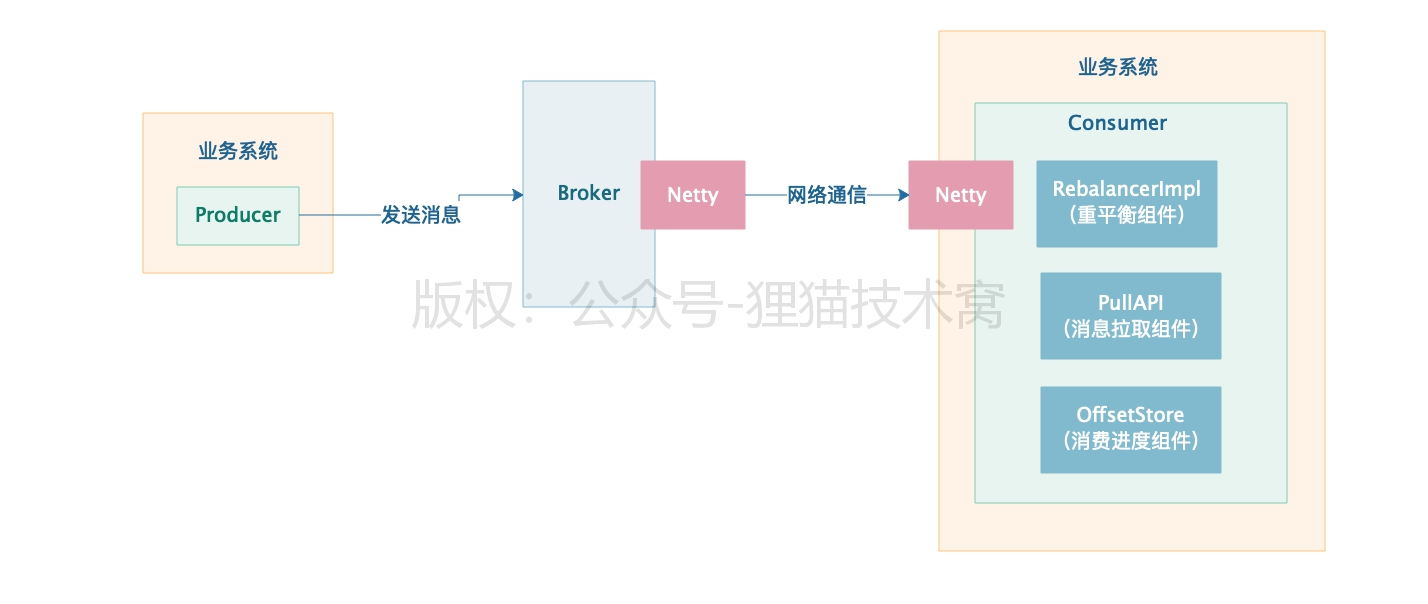 业务系统
Producer
发送消息
Broker
Netty
网络通信
Netty
业务系统
Consumer
RebalancerImpl
（重平衡组件）
PullAPI
（消息拉取组件）
OffsetStore
（消费进度组件）
版权：公众号-狸猫技术窝